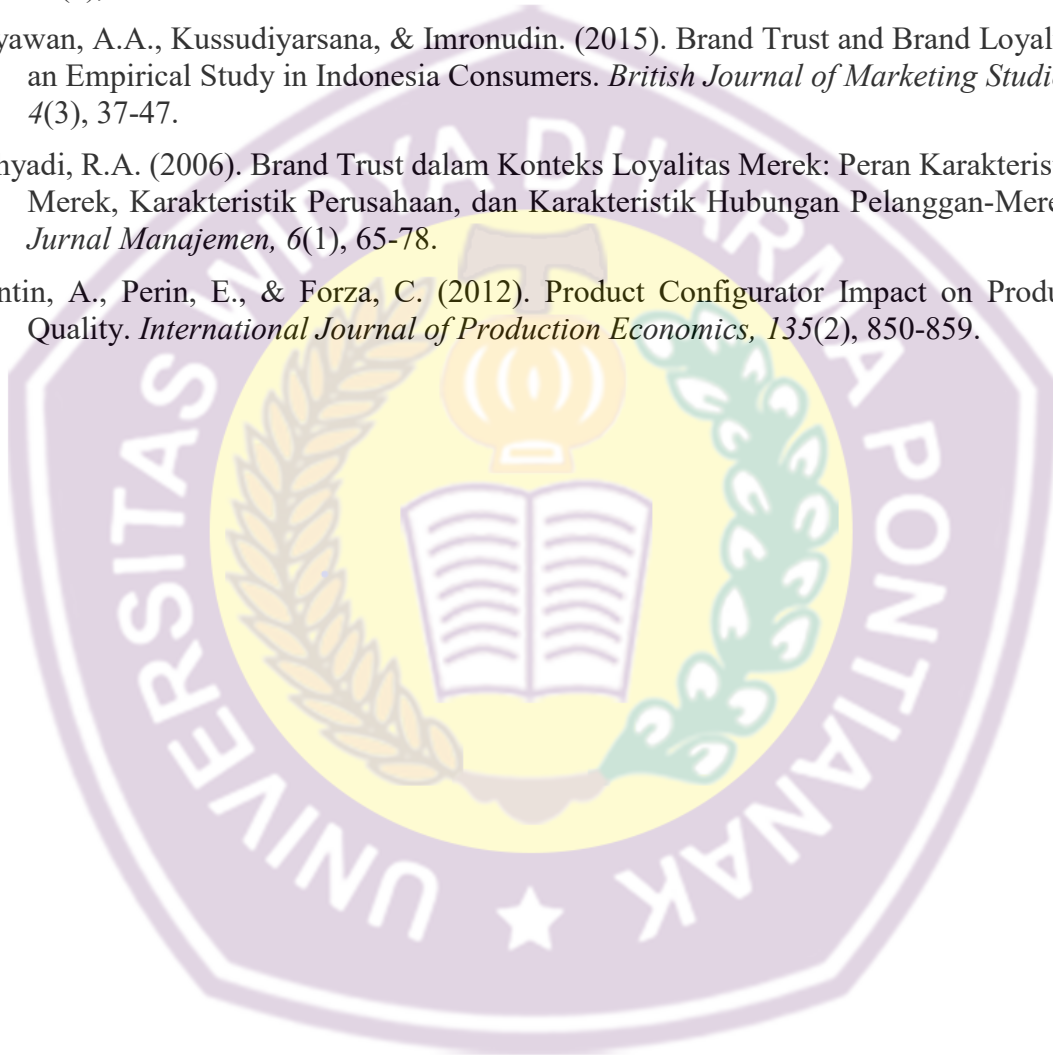 yawan, A.A., Kussudiyarsana, & Imronudin. (2015). Brand Trust and Brand Loyal
an Empirical Study in Indonesia Consumers. British Journal of Marketing Studi
4(3), 37-47.
nyadi, R.A. (2006). Brand Trust dalam Konteks Loyalitas Merek: Peran Karakteris
Merek, Karakteristik Perusahaan, dan Karakteristik Hubungan Pelanggan-Mere
Jurnal Manajemen, 6(1), 65-78.
ntin, A., Perin, E., & Forza, C. (2012). Product Configurator Impact on Produ
Quality. International Journal of Production Economics, 135(2), 850-859.
UNIVERSITAS WIDYA DHARMA PONTIANAK